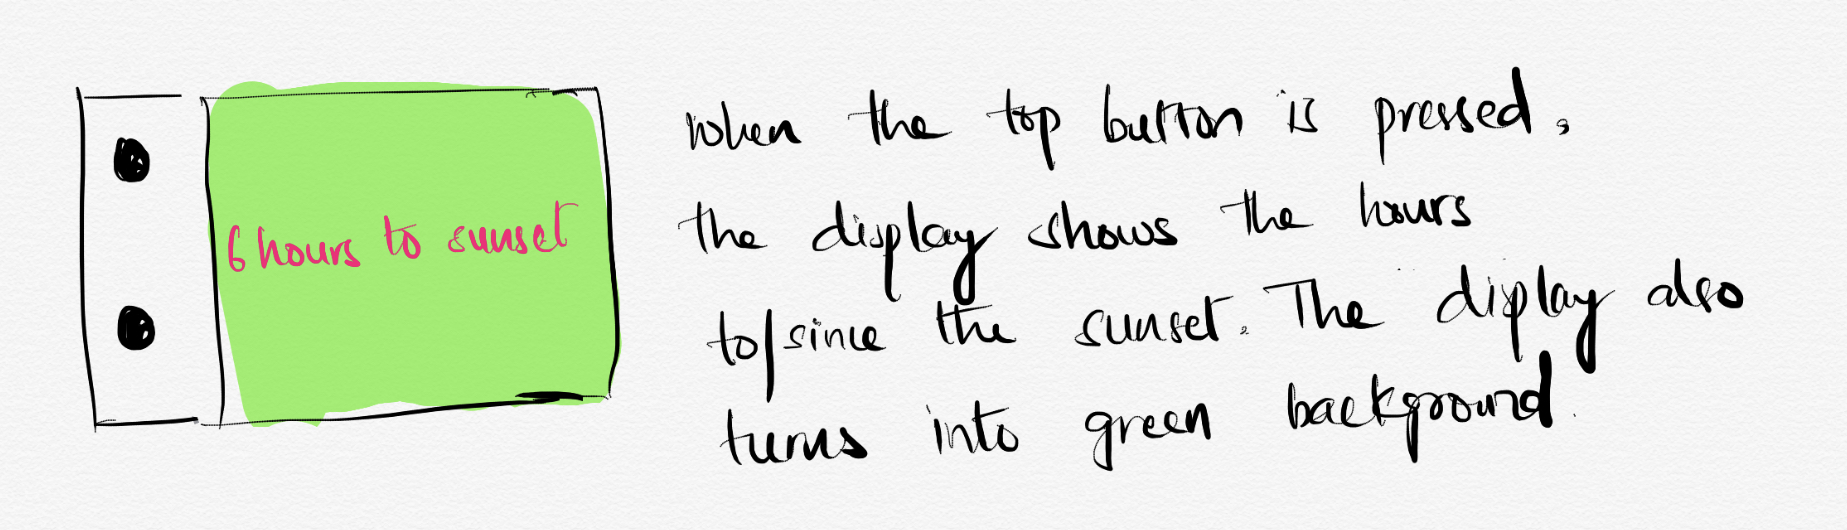 6 hours to sunset
When the top button is pressed,
the display shows the hours
to/since the sunset. The display also
turns into green background.